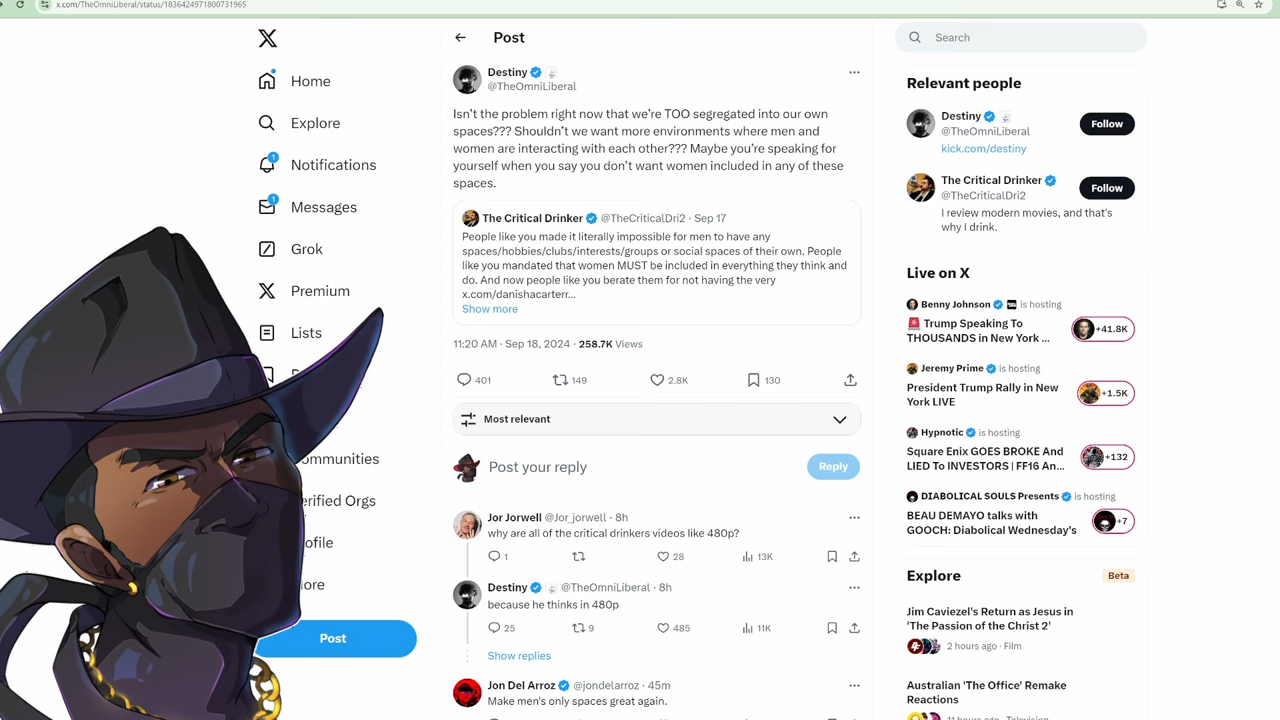 x.com/TheOmniLiberal/status/1836424971800731965
Home
Explore
1
Notifications
1
Messages
Grok
Premium
Lists
ommunities
erified Orgs
ofile
ore
Post
Post
Destiny
@TheOmniLiberal
Isn't the problem right now that we're TOO segregated into our own
spaces??? Shouldn't we want more environments where men and
women are interacting with each other??? Maybe you're speaking for
yourself when you say you don't want women included in any of these
spaces.
The Critical Drinker @TheCriticalDri2 · Sep 17
People like you made it literally impossible for men to have any
spaces/hobbies/clubs/interests/groups or social spaces of their own. People
like you mandated that women MUST be included in everything they think and
do. And now people like you berate them for not having the very
x.com/danishacarterr...
Show more
11:20 AM · Sep 18, 2024 · 258.7K Views
401 149 2.8K 130
Most relevant
Post your reply
Reply
Jor Jorwell @Jor_jorwell · 8h
why are all of the critical drinkers videos like 480p?
1 28 13K
Destiny @TheOmniLiberal · 8h
because he thinks in 480p
25 9 485 11K
Show replies
Jon Del Arroz @jondelarroz · 45m
Make men's only spaces great again.
Search
Relevant people
Destiny
@TheOmniLiberal
Follow
kick.com/destiny
The Critical Drinker
@TheCriticalDri2
Follow
I review modern movies, and that's
why I drink.
Live on X
Benny Johnson is hosting
Trump Speaking To
THOUSANDS in New York ...
+41.8K
Jeremy Prime is hosting
President Trump Rally in New
York LIVE
+1.5K
Hypnotic is hosting
Square Enix GOES BROKE And
LIED To INVESTORS | FF16 An...
+132
DIABOLICAL SOULS Presents is hosting
BEAU DEMAYO talks with
GOOCH: Diabolical Wednesday's
+7
Explore
Beta
Jim Caviezel's Return as Jesus in
'The Passion of the Christ 2'
2 hours ago · Film
Australian 'The Office' Remake
Reactions
11 hours ago · Television